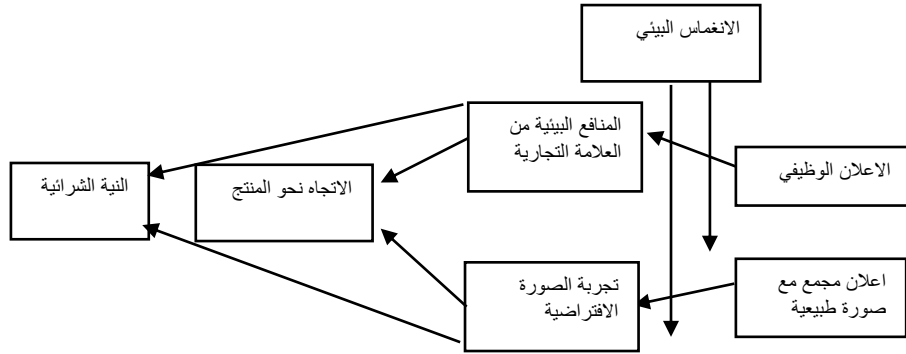 الانغماس البيئي
المنافع البيئية من
العلامة التجارية
الاعلان الوظيفي
النية الشرائية
الاتجاه نحو المنتج
تجربة الصورة
الافتراضية
اعلان مجمع مع
صورة طبيعية